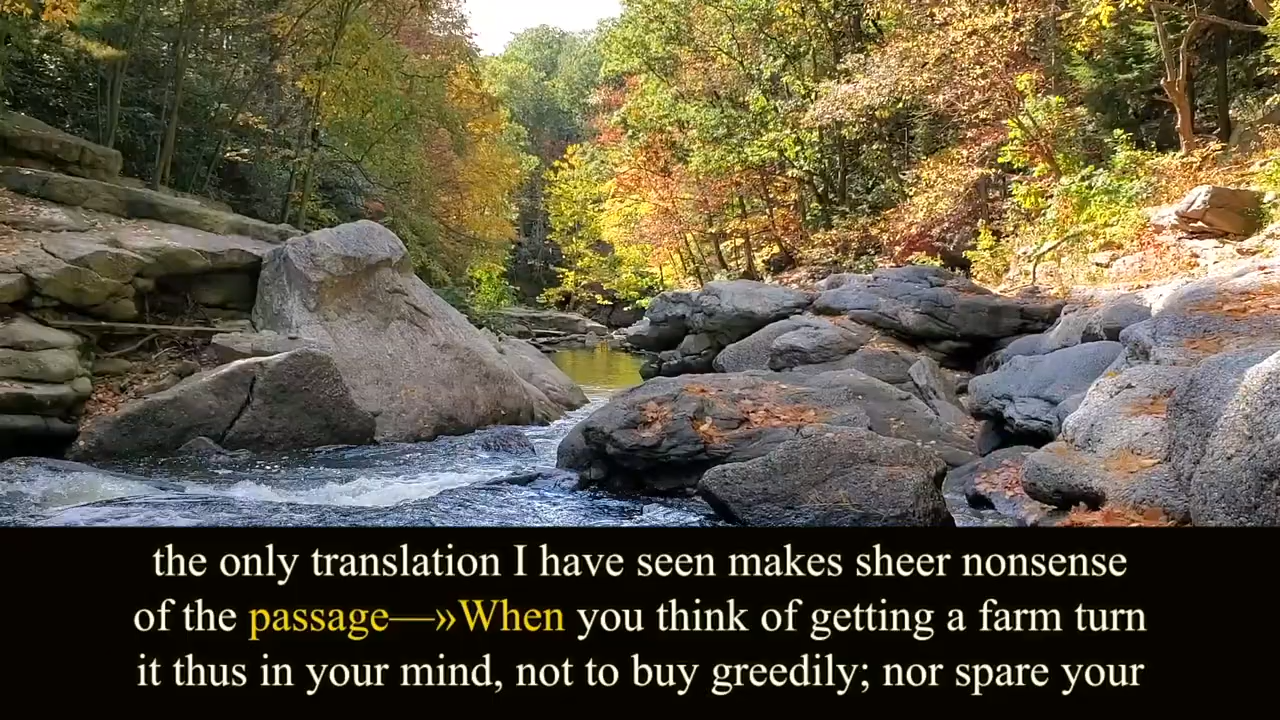 the only translation I have seen makes sheer nonsense
of the passage—»When you think of getting a farm turn
it thus in your mind, not to buy greedily; nor spare your